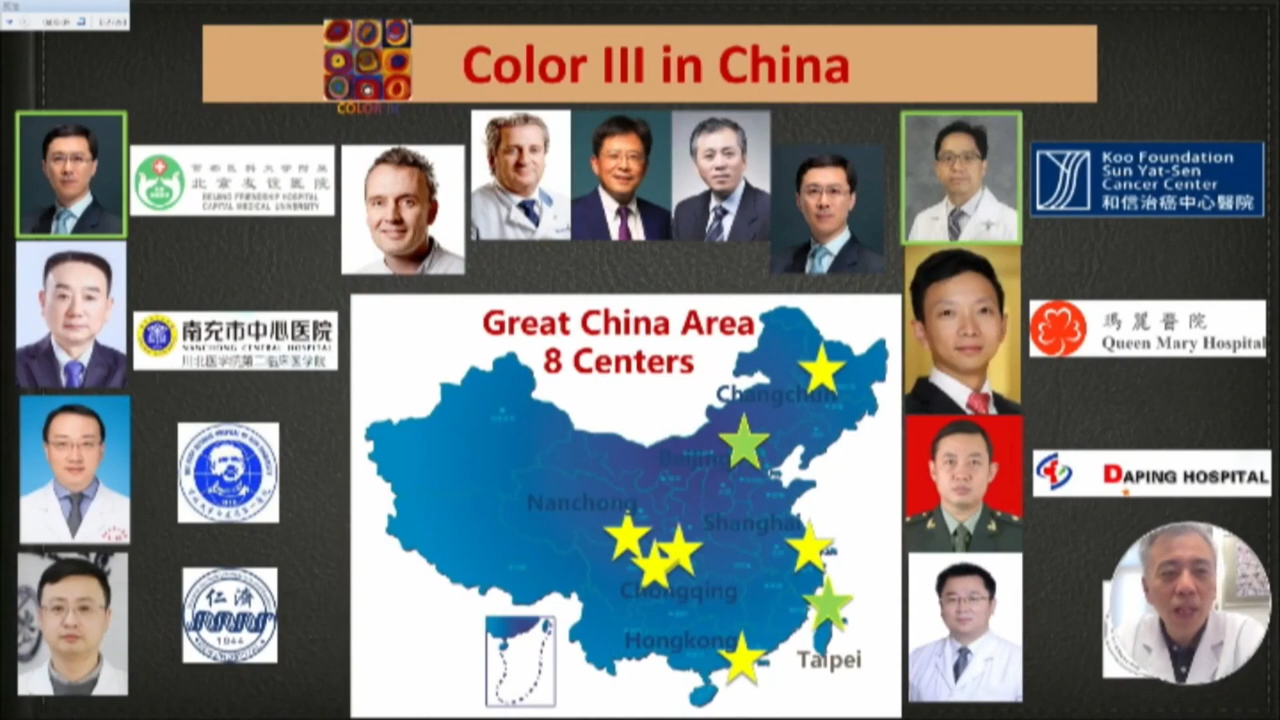 Color III in China
COLOR III
首都医科大学附属
北京友谊医院
BEIJING FRIENDSHIP HOSPITAL
CAPITAL MEDICAL UNIVERSITY
Koo Foundation
Sun Yat-Sen
Cancer Center
和信治癌中心醫院
南充市中心医院
NANCHONG CENTRAL HOSPITAL
川北医学院第二临床医学院
瑪麗醫院
Queen Mary Hospital
Great China Area
8 Centers
Changchun
Beijing
Nanchong
Shanghai
Chongqing
Hongkong
Taipei
DAPING HOSPITAL
仁濟
1844